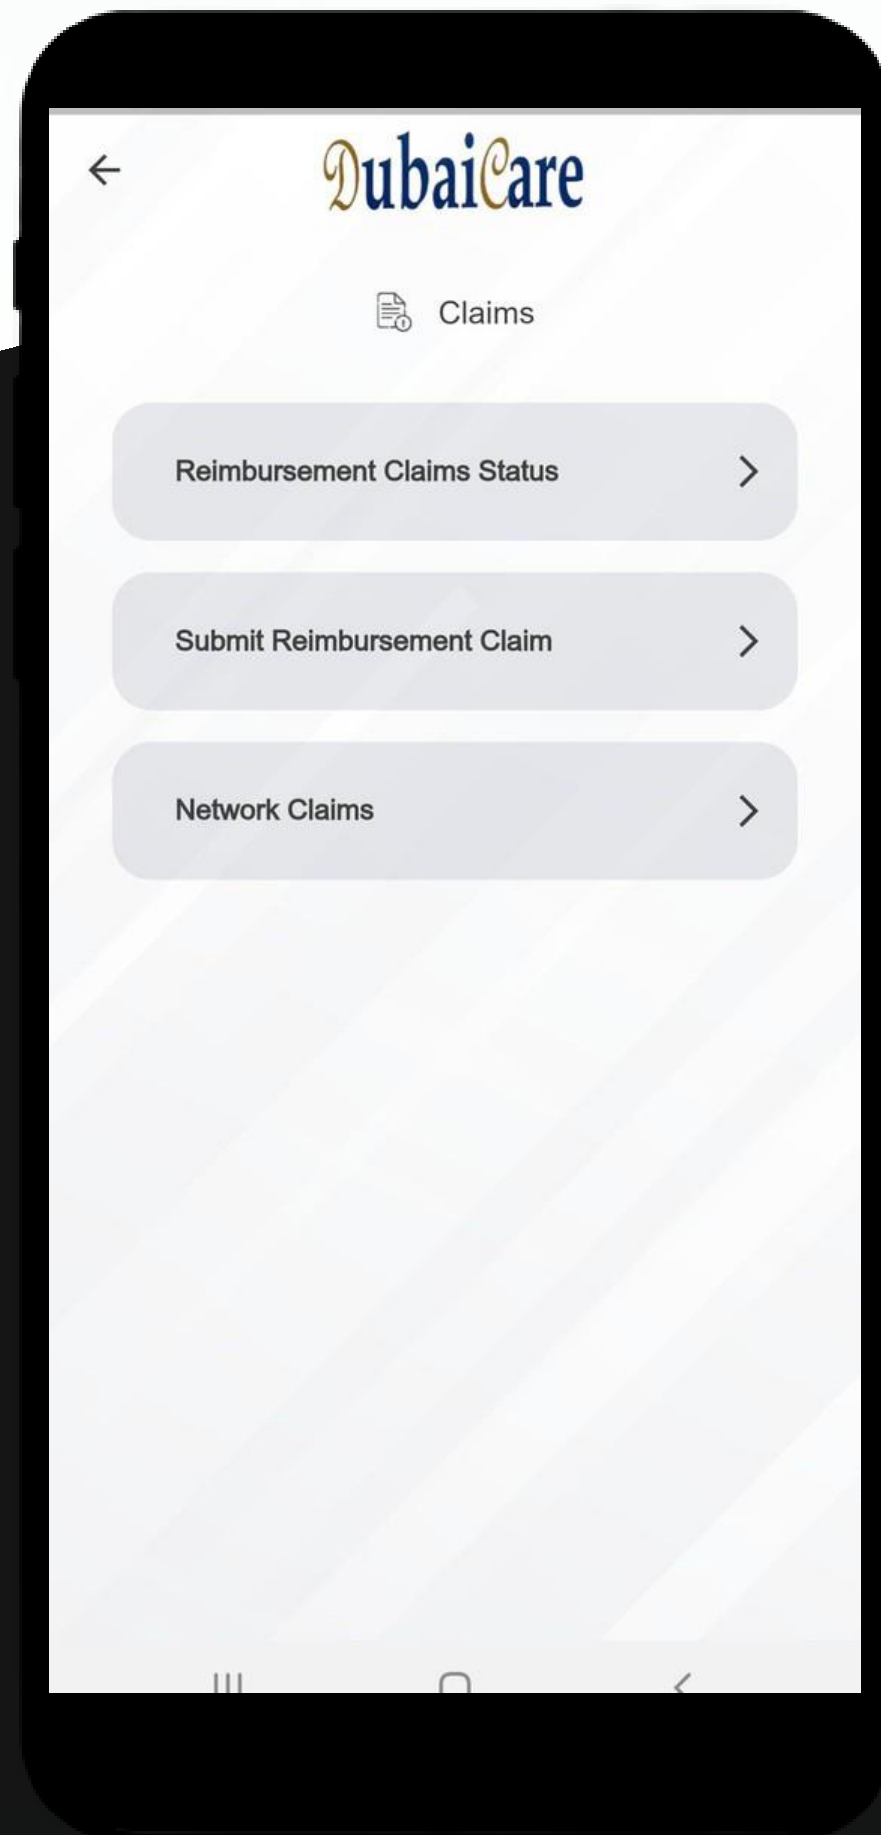 DubaiCare
Claims
Reimbursement Claims Status
Submit Reimbursement Claim
Network Claims